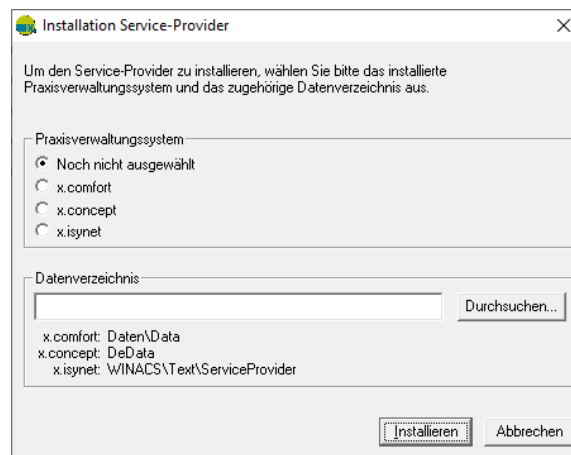 Installation Service-Provider
Um den Service-Provider zu installieren, wählen Sie bitte das installierte
Praxisverwaltungssystem und das zugehörige Datenverzeichnis aus.
Praxisverwaltungssystem
Noch nicht ausgewählt
x.comfort
x.concept
x.isynet
Datenverzeichnis
Durchsuchen...
x.comfort: Daten\Data
x.concept: DeData
x.isynet: WINACS\Text\ServiceProvider
Installieren Abbrechen